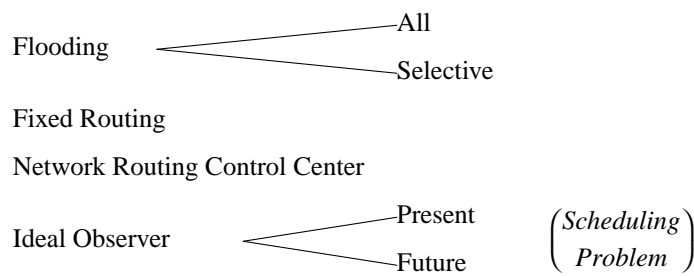 All
Flooding
Selective
Fixed Routing
Network Routing Control Center
Present
Ideal Observer
Future
Scheduling
Problem